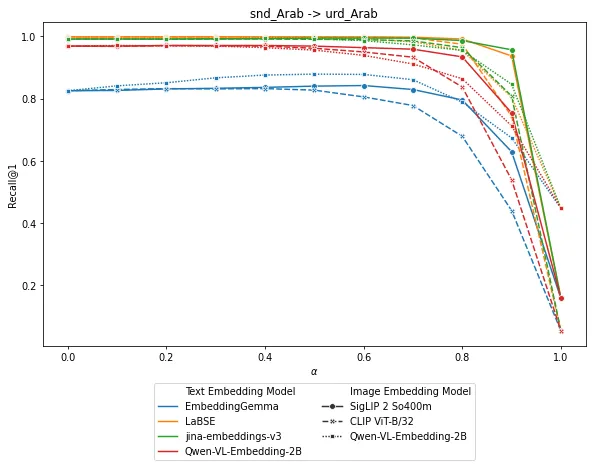 snd_Arab -> urd_Arab
Recall@1
1.0
0.8
0.6
0.4
0.2
0.0 0.2 0.4 0.6 0.8 1.0
α
Text Embedding Model
EmbeddingGemma
LaBSE
jina-embeddings-v3
Qwen-VL-Embedding-2B
Image Embedding Model
SigLIP 2 So400m
CLIP ViT-B/32
Qwen-VL-Embedding-2B